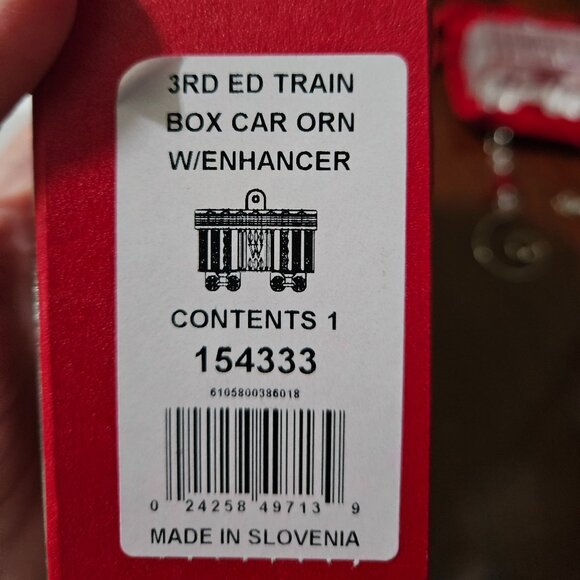 3RD ED TRAIN
BOX CAR ORN
W/ENHANCER
CONTENTS 1
154333
6105800386018
0 24258 49713 9
MADE IN SLOVENIA